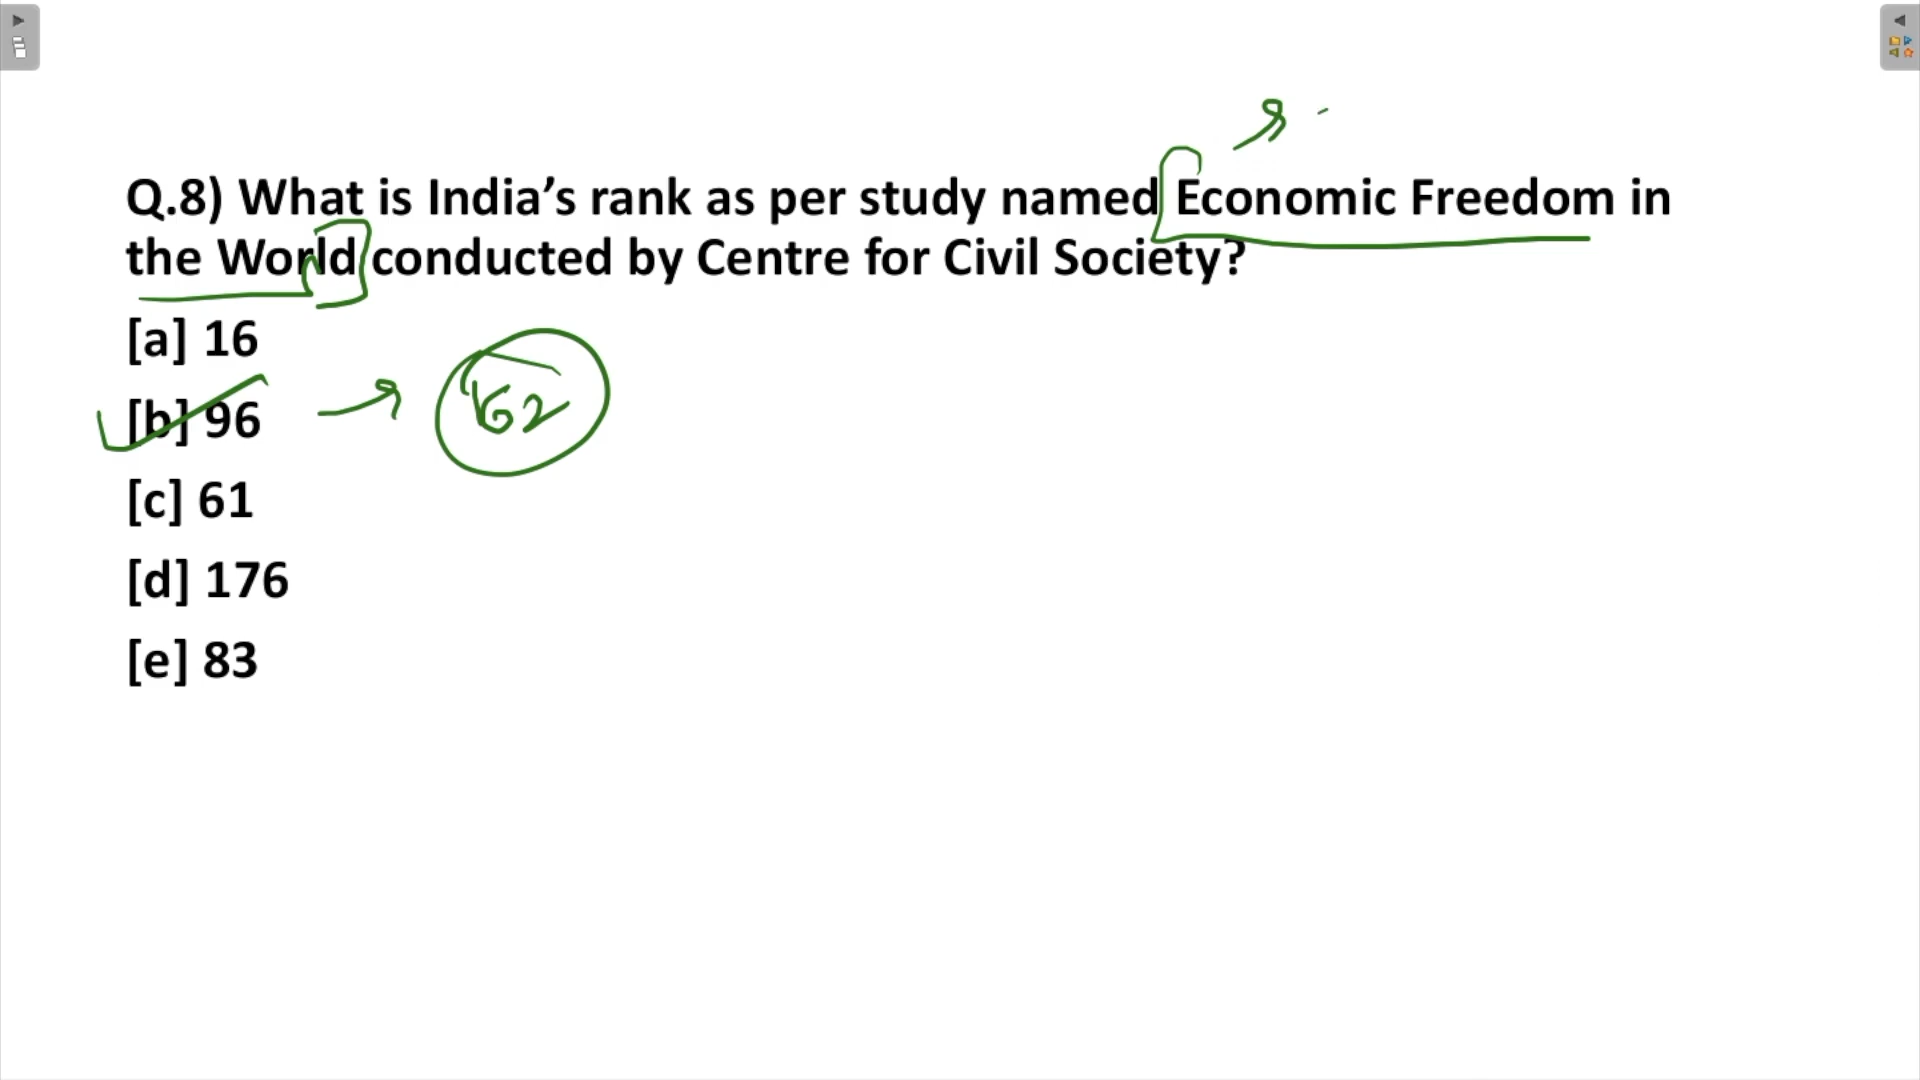 Q.8) What is India’s rank as per study named Economic Freedom in
the World conducted by Centre for Civil Society?
[a] 16
[b] 96
62
[c] 61
[d] 176
[e] 83